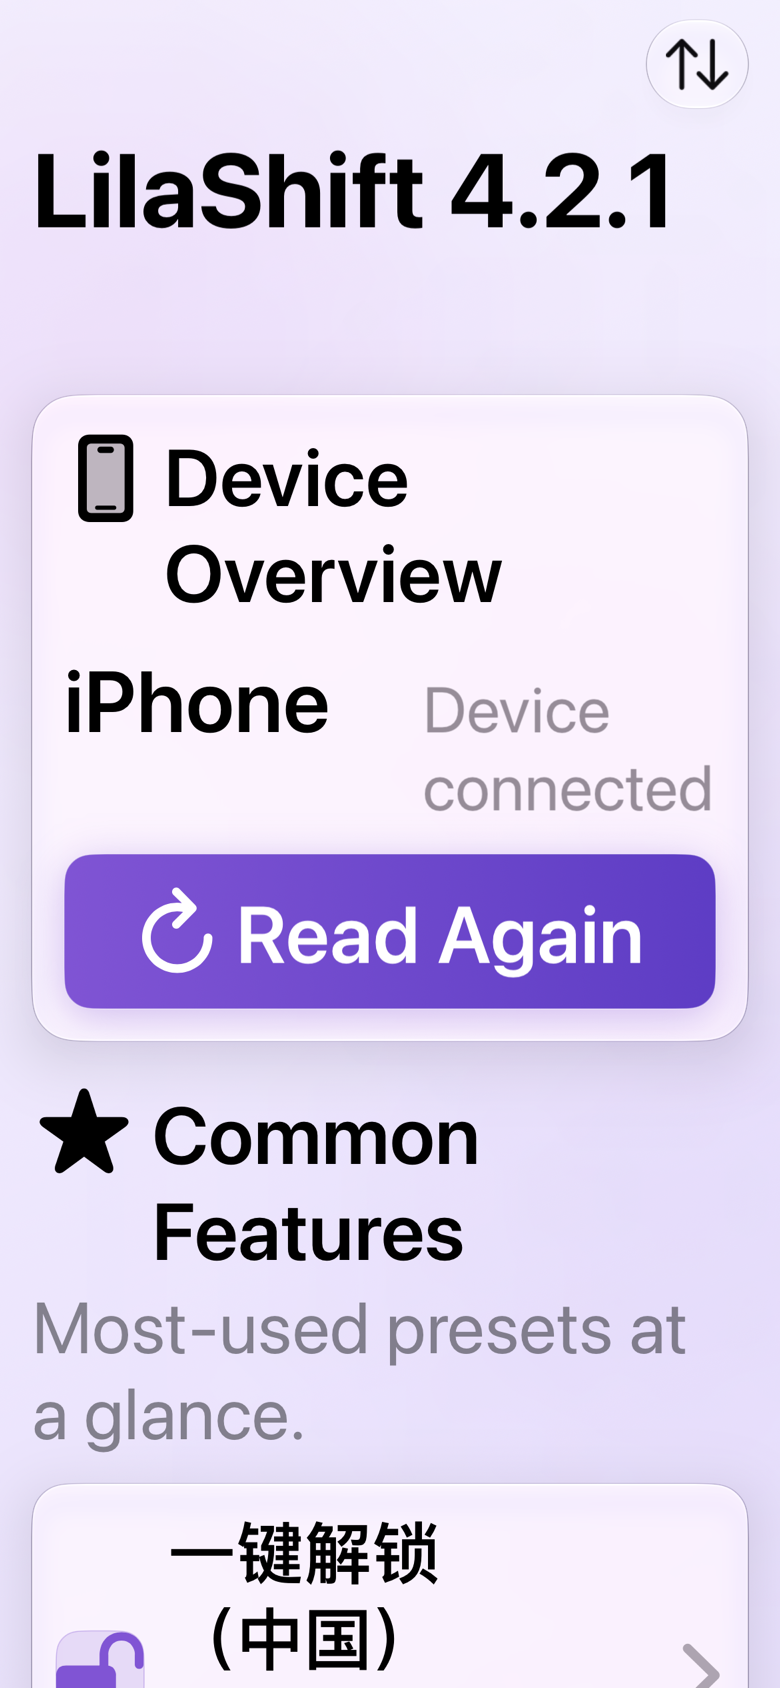 LilaShift 4.2.1
Device
Overview
iPhone
Device
connected
Read Again
Common
Features
Most-used presets at
a glance.
一键解锁
（中国）